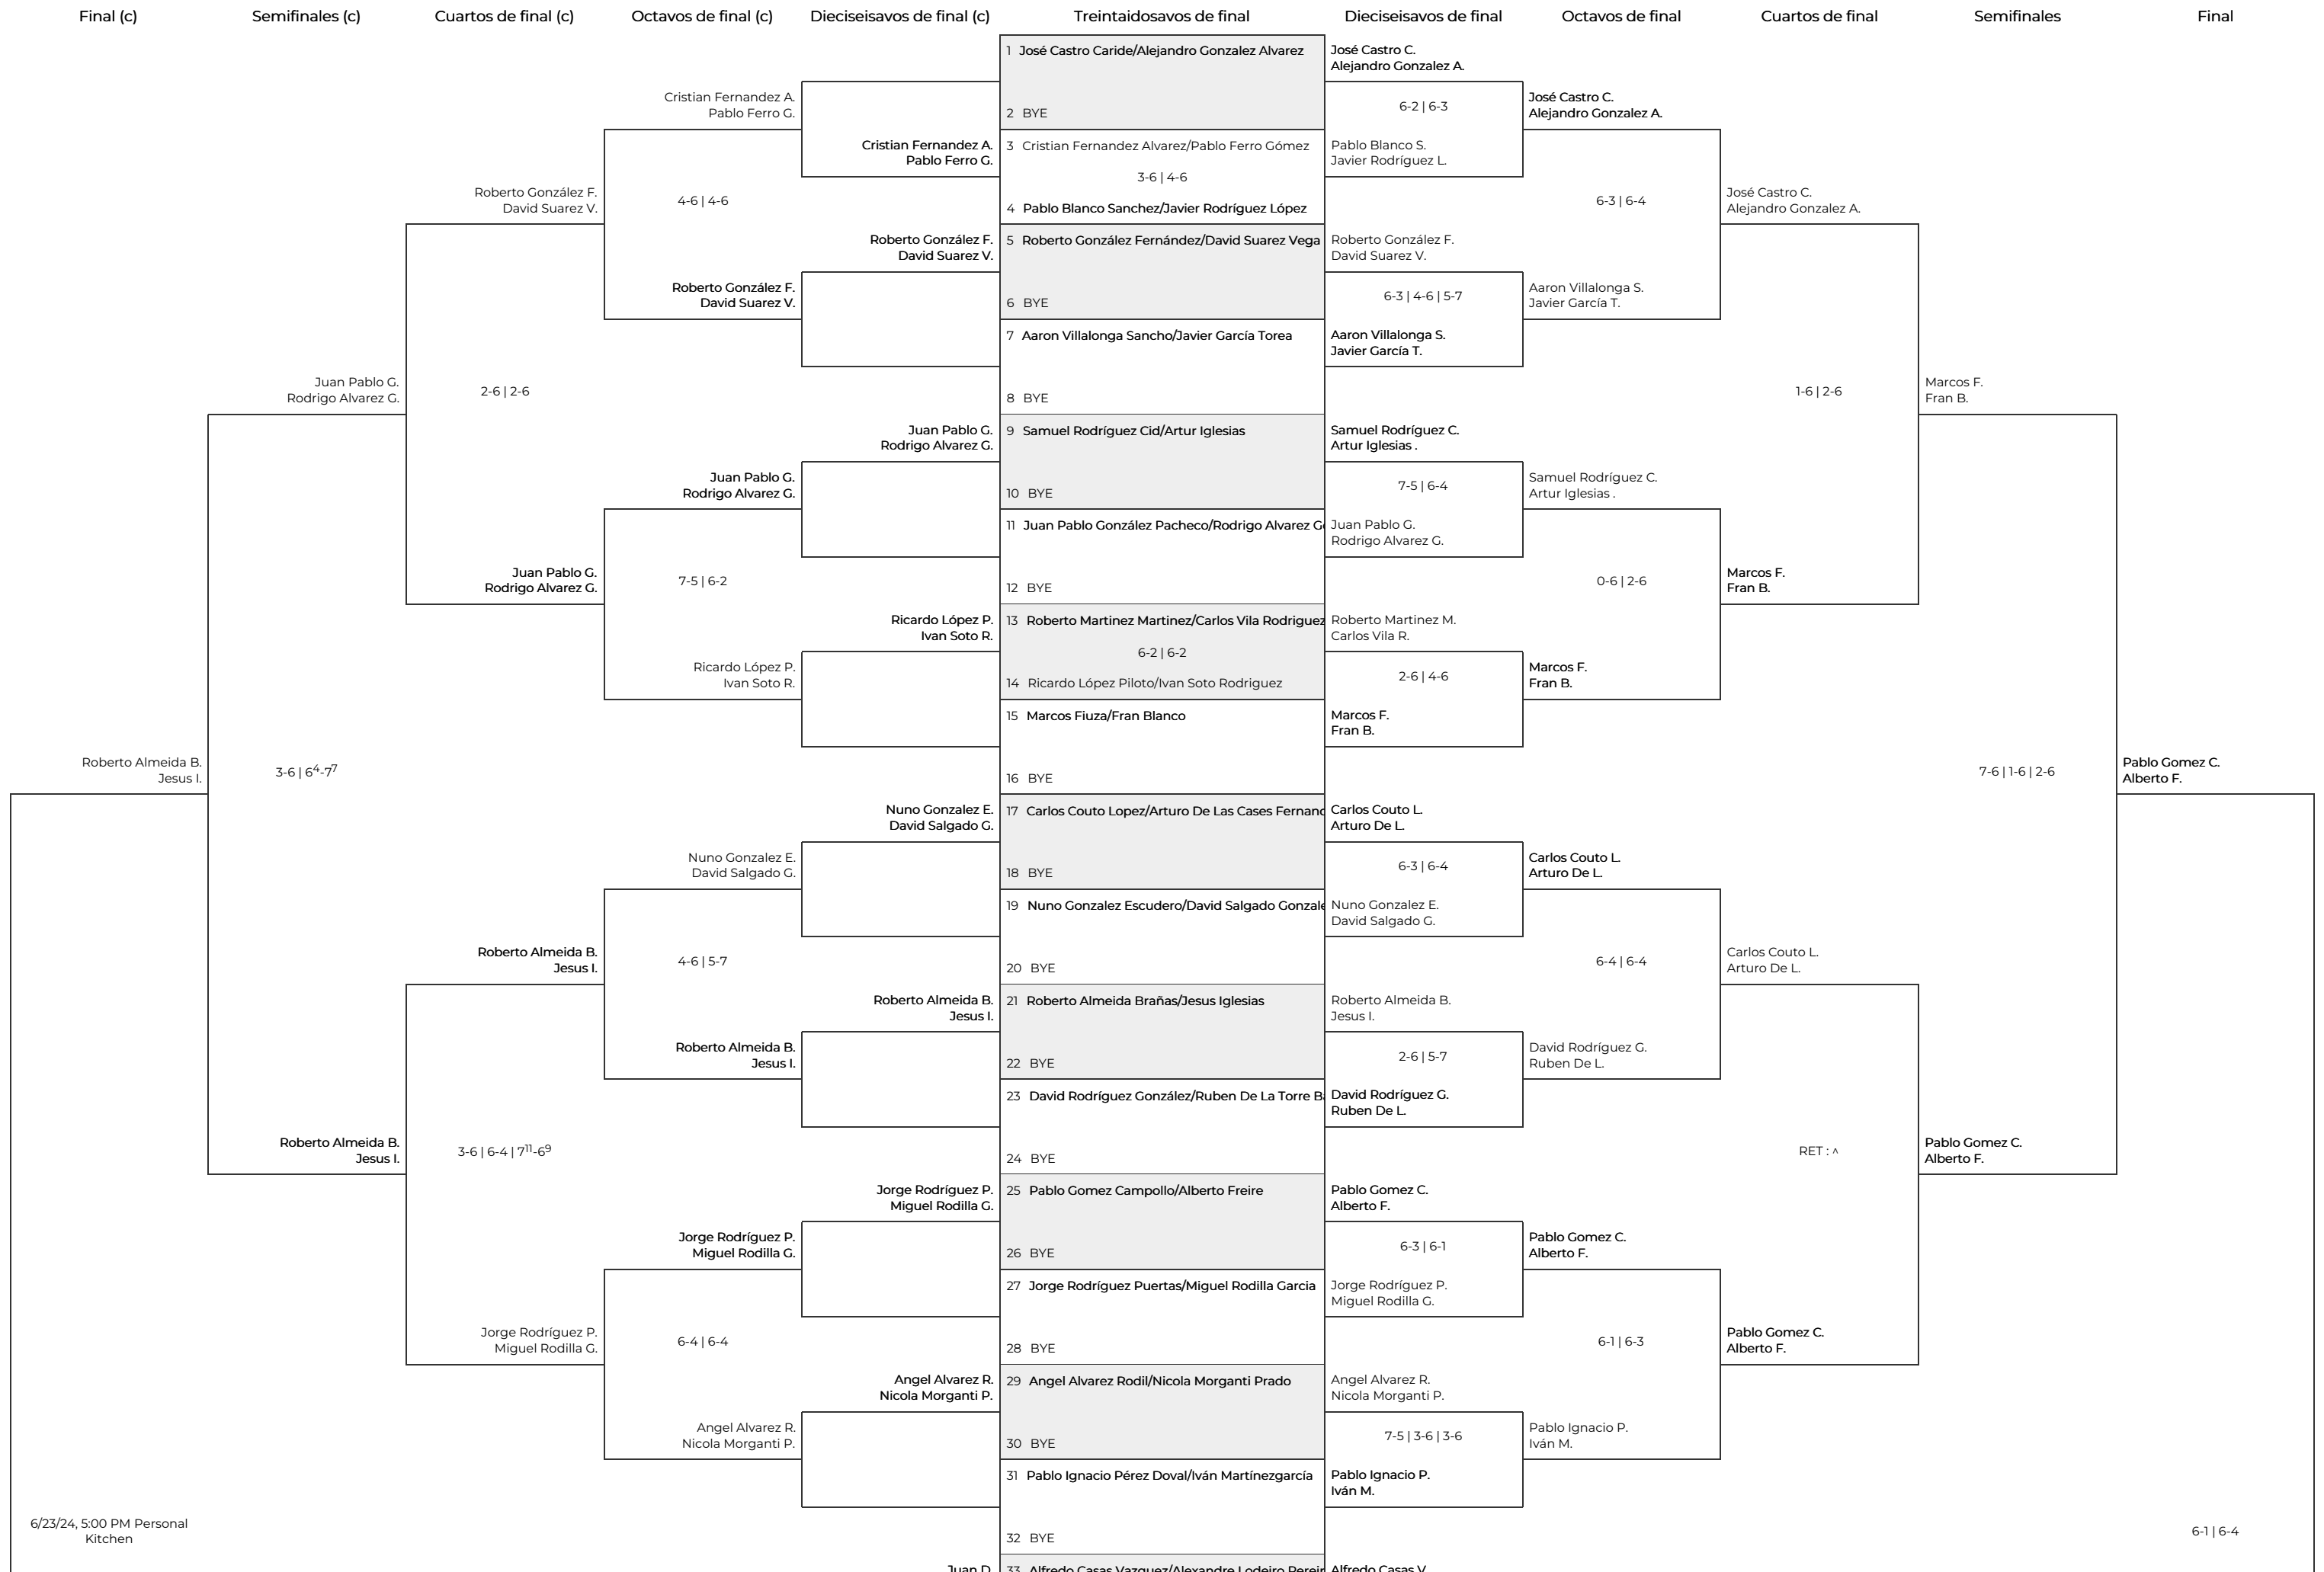 Final (c)
Semifinales (c)
Cuartos de final (c)
Octavos de final (c)
Dieciseisavos de final (c)
Treintaidosavos de final
Dieciseisavos de final
Octavos de final
Cuartos de final
Semifinales
Final
Roberto Almeida B.
Jesus I.
6/23/24, 5:00 PM Personal
Kitchen
Juan Pablo G.
Rodrigo Alvarez G.
3-6 | 6⁴-7⁷
Roberto Almeida B.
Jesus I.
Roberto González F.
David Suarez V.
2-6 | 2-6
Juan Pablo G.
Rodrigo Alvarez G.
Roberto Almeida B.
Jesus I.
3-6 | 6-4 | 7¹¹-6⁹
Jorge Rodríguez P.
Miguel Rodilla G.
Cristian Fernandez A.
Pablo Ferro G.
4-6 | 4-6
Roberto González F.
David Suarez V.
Juan Pablo G.
Rodrigo Alvarez G.
7-5 | 6-2
Ricardo López P.
Ivan Soto R.
Nuno Gonzalez E.
David Salgado G.
4-6 | 5-7
Roberto Almeida B.
Jesus I.
Jorge Rodríguez P.
Miguel Rodilla G.
6-4 | 6-4
Angel Alvarez R.
Nicola Morganti P.
Cristian Fernandez A.
Pablo Ferro G.
Roberto González F.
David Suarez V.
Juan Pablo G.
Rodrigo Alvarez G.
Ricardo López P.
Ivan Soto R.
Nuno Gonzalez E.
David Salgado G.
Roberto Almeida B.
Jesus I.
Jorge Rodríguez P.
Miguel Rodilla G.
Angel Alvarez R.
Nicola Morganti P.
Juan D.
1 José Castro Caride/Alejandro Gonzalez Alvarez
2 BYE
3 Cristian Fernandez Alvarez/Pablo Ferro Gómez
3-6 | 4-6
4 Pablo Blanco Sanchez/Javier Rodríguez López
5 Roberto González Fernández/David Suarez Vega
6 BYE
7 Aaron Villalonga Sancho/Javier García Torea
8 BYE
9 Samuel Rodríguez Cid/Artur Iglesias
10 BYE
11 Juan Pablo González Pacheco/Rodrigo Alvarez G
12 BYE
13 Roberto Martinez Martinez/Carlos Vila Rodriguez
6-2 | 6-2
14 Ricardo López Piloto/Ivan Soto Rodriguez
15 Marcos Fiuza/Fran Blanco
16 BYE
17 Carlos Couto Lopez/Arturo De Las Cases Fernan
18 BYE
19 Nuno Gonzalez Escudero/David Salgado Gonzale
20 BYE
21 Roberto Almeida Brañas/Jesus Iglesias
22 BYE
23 David Rodríguez González/Ruben De La Torre B
24 BYE
25 Pablo Gomez Campollo/Alberto Freire
26 BYE
27 Jorge Rodríguez Puertas/Miguel Rodilla Garcia
28 BYE
29 Angel Alvarez Rodil/Nicola Morganti Prado
30 BYE
31 Pablo Ignacio Pérez Doval/Iván Martínezgarcía
32 BYE
33 Alfredo Casas Vazquez/Alexandre Lodeiro Pereir
José Castro C.
Alejandro Gonzalez A.
6-2 | 6-3
Pablo Blanco S.
Javier Rodríguez L.
Roberto González F.
David Suarez V.
6-3 | 4-6 | 5-7
Aaron Villalonga S.
Javier García T.
Samuel Rodríguez C.
Artur Iglesias .
7-5 | 6-4
Juan Pablo G.
Rodrigo Alvarez G.
Roberto Martinez M.
Carlos Vila R.
2-6 | 4-6
Marcos F.
Fran B.
Carlos Couto L.
Arturo De L.
6-3 | 6-4
Nuno Gonzalez E.
David Salgado G.
Roberto Almeida B.
Jesus I.
2-6 | 5-7
David Rodríguez G.
Ruben De L.
Pablo Gomez C.
Alberto F.
6-3 | 6-1
Jorge Rodríguez P.
Miguel Rodilla G.
Angel Alvarez R.
Nicola Morganti P.
7-5 | 3-6 | 3-6
Pablo Ignacio P.
Iván M.
Alfredo Casas V.
José Castro C.
Alejandro Gonzalez A.
6-3 | 6-4
Aaron Villalonga S.
Javier García T.
Samuel Rodríguez C.
Artur Iglesias .
0-6 | 2-6
Marcos F.
Fran B.
Carlos Couto L.
Arturo De L.
6-4 | 6-4
David Rodríguez G.
Ruben De L.
Pablo Gomez C.
Alberto F.
6-1 | 6-3
Pablo Ignacio P.
Iván M.
José Castro C.
Alejandro Gonzalez A.
1-6 | 2-6
Marcos F.
Fran B.
Carlos Couto L.
Arturo De L.
RET : ^
Pablo Gomez C.
Alberto F.
Marcos F.
Fran B.
7-6 | 1-6 | 2-6
Pablo Gomez C.
Alberto F.
Pablo Gomez C.
Alberto F.
6-1 | 6-4